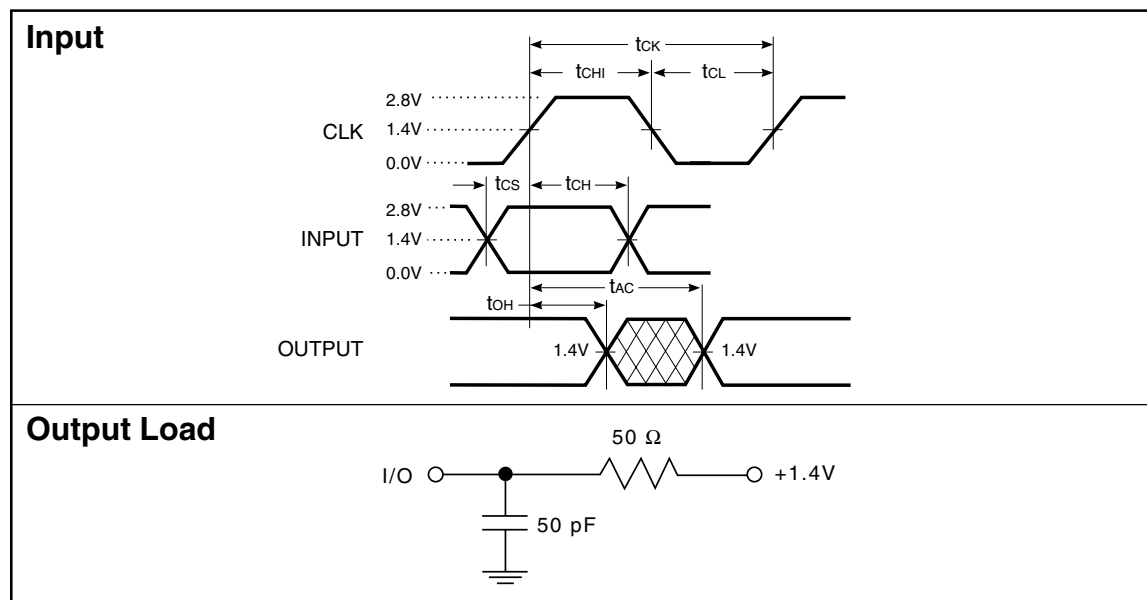 Input
tCK
tCHI tCL
2.8V
CLK 1.4V
0.0V
tCS tCH
2.8V
INPUT 1.4V
0.0V
tAC
tOH
OUTPUT 1.4V 1.4V
Output Load
50 Ω
I/O +1.4V
50 pF